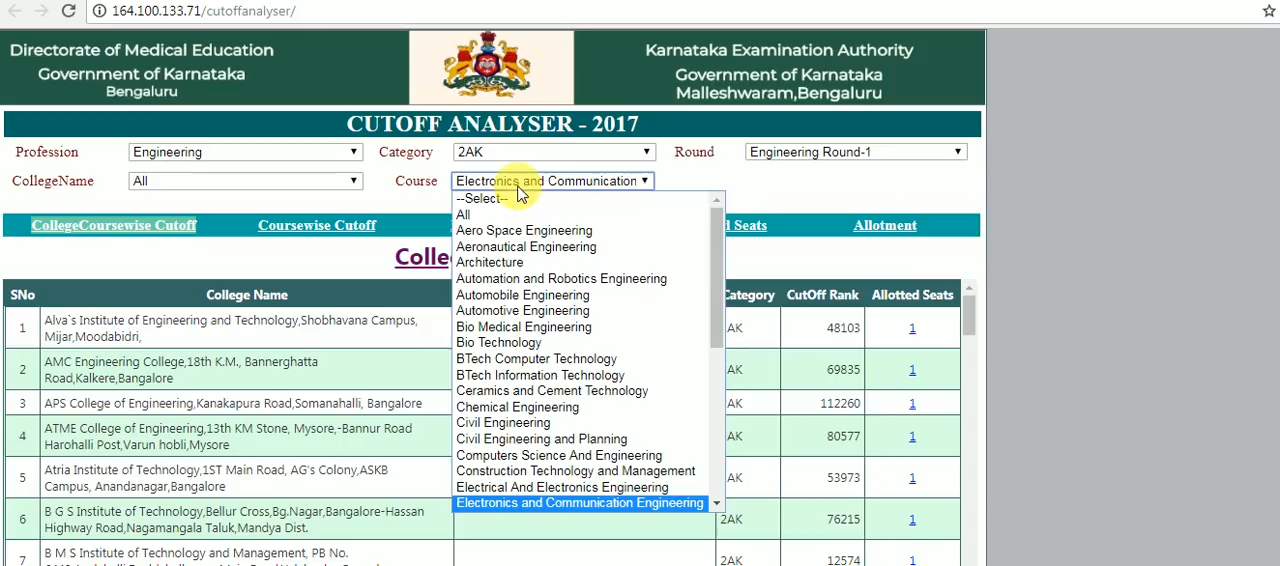 164.100.133.71/cutoffanalyser/
Directorate of Medical Education
Government of Karnataka
Bengaluru
Karnataka Examination Authority
Government of Karnataka
Malleshwaram,Bengaluru
CUTOFF ANALYSER - 2017
Profession Engineering Category 2AK Round Engineering Round-1
CollegeName All Course Electronics and Communication
--Select--
All
Aero Space Engineering
Aeronautical Engineering
Architecture
Automation and Robotics Engineering
Automobile Engineering
Automotive Engineering
Bio Medical Engineering
Bio Technology
BTech Computer Technology
BTech Information Technology
Ceramics and Cement Technology
Chemical Engineering
Civil Engineering
Civil Engineering and Planning
Computers Science And Engineering
Construction Technology and Management
Electrical And Electronics Engineering
Electronics and Communication Engineering
CollegeCoursewise Cutoff Coursewise Cutoff Seats Allotment
Colle
SNo College Name Category CutOff Rank Allotted Seats
1 Alva`s Institute of Engineering and Technology,Shobhavana Campus, AK 48103 1
Mijar,Moodabidri,
2 AMC Engineering College,18th K.M., Bannerghatta AK 69835 1
Road,Kalkere,Bangalore
3 APS College of Engineering,Kanakapura Road,Somanahalli, Bangalore AK 112260 1
4 ATME College of Engineering,13th KM Stone, Mysore,-Bannur Road AK 80577 1
Harohalli Post,Varun hobli,Mysore
5 Atria Institute of Technology,1ST Main Road, AG's Colony,ASKB AK 53973 1
Campus, Anandanagar,Bangalore
6 B G S Institute of Technology,Bellur Cross,Bg.Nagar,Bangalore-Hassan 2AK 76215 1
Highway Road,Nagamangala Taluk,Mandya Dist.
7 B M S Institute of Technology and Management, PB No. 2AK 12574 1